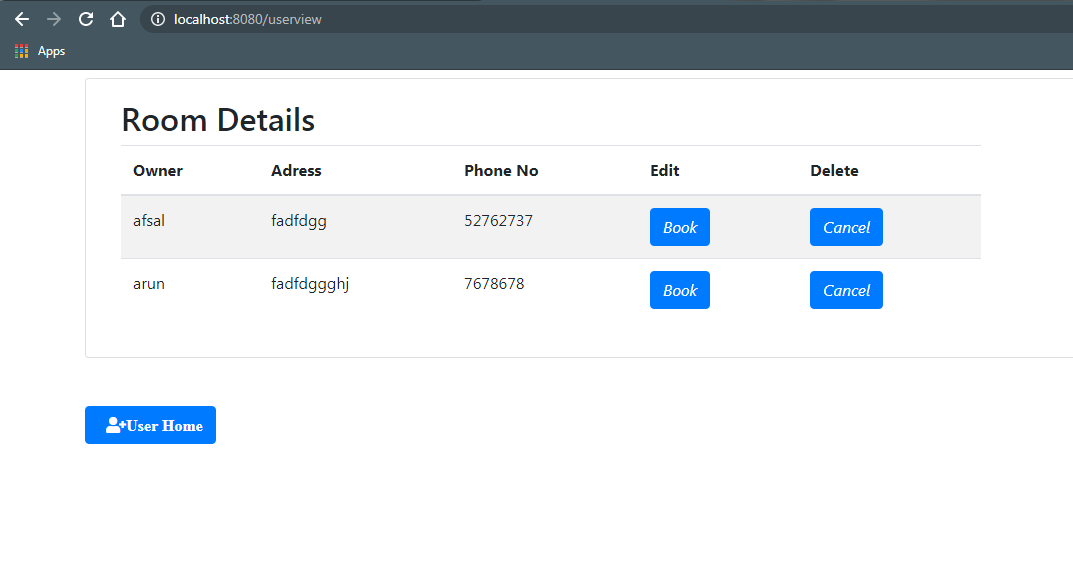 localhost:8080/userview
Apps
Room Details
Owner Adress Phone No Edit Delete
afsal fadfdgg 52762737 Book Cancel
arun fadfdggghj 7678678 Book Cancel
User Home